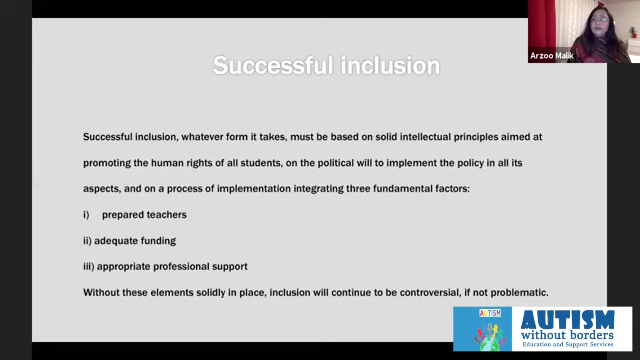 Successful inclusion
Arzoo Malik
Successful inclusion, whatever form it takes, must be based on solid intellectual principles aimed at
promoting the human rights of all students, on the political will to implement the policy in all its
aspects, and on a process of implementation integrating three fundamental factors:
i) prepared teachers
ii) adequate funding
iii) appropriate professional support
Without these elements solidly in place, inclusion will continue to be controversial, if not problematic.
AUTISM
AUTISM
without borders
Education and Support Services